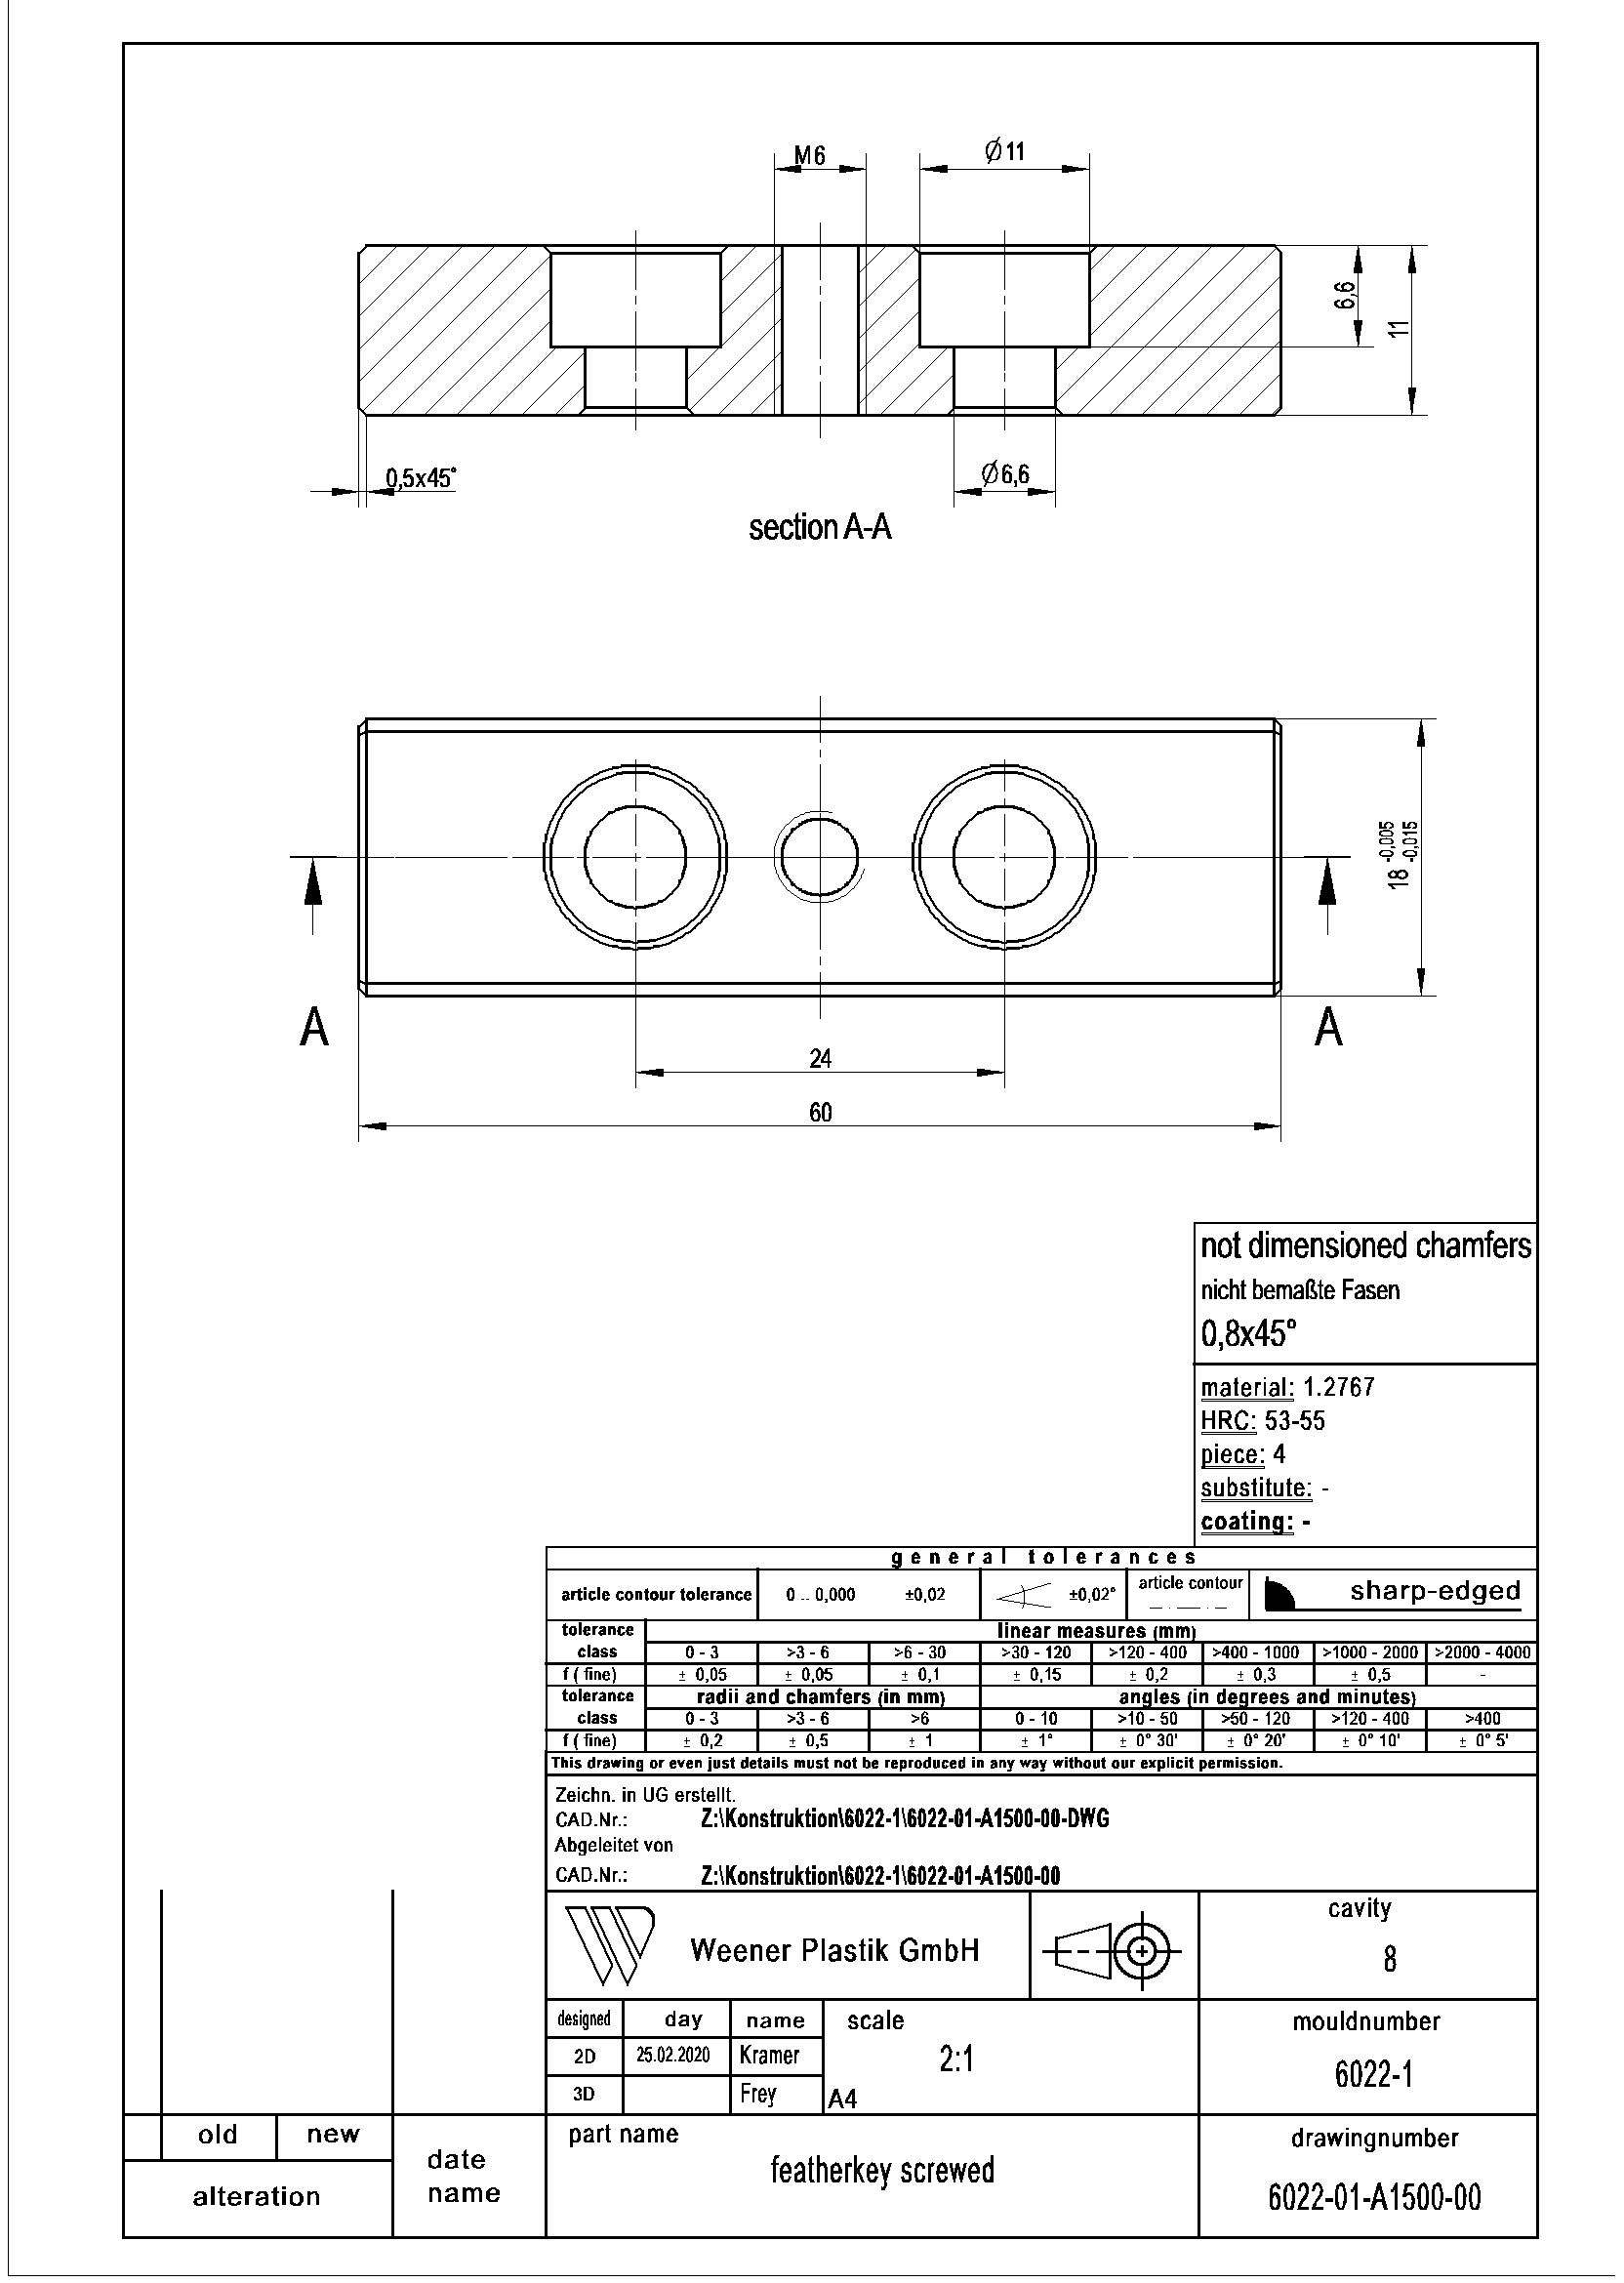 M6
Ø11
6,6
11
0,5x45°
Ø6,6
section A-A
18 -0,005 -0,015
A
A
24
60
not dimensioned chamfers
nicht bemaßte Fasen
0,8x45°
material: 1.2767
HRC: 53-55
piece: 4
substitute: -
coating: -
general tolerances
article contour tolerance 0 .. 0,000 ±0,02 ±0,02° article contour sharp-edged
tolerance linear measures (mm)
class 0 - 3 >3 - 6 >6 - 30 >30 - 120 >120 - 400 >400 - 1000 >1000 - 2000 >2000 - 4000
f ( fine) ± 0,05 ± 0,05 ± 0,1 ± 0,15 ± 0,2 ± 0,3 ± 0,5 -
tolerance radii and chamfers (in mm) angles (in degrees and minutes)
class 0 - 3 >3 - 6 >6 0 - 10 >10 - 50 >50 - 120 >120 - 400 >400
f ( fine) ± 0,2 ± 0,5 ± 1 ± 1° ± 0° 30' ± 0° 20' ± 0° 10' ± 0° 5'
This drawing or even just details must not be reproduced in any way without our explicit permission.
Zeichn. in UG erstellt.
CAD.Nr.: Z:\Konstruktion\6022-1\6022-01-A1500-00-DWG
Abgeleitet von
CAD.Nr.: Z:\Konstruktion\6022-1\6022-01-A1500-00
Weener Plastik GmbH
cavity
8
designed day name scale
2D 25.02.2020 Kramer 2:1
3D Frey A4
mouldnumber
6022-1
old new
alteration
date
name
part name
featherkey screwed
drawingnumber
6022-01-A1500-00